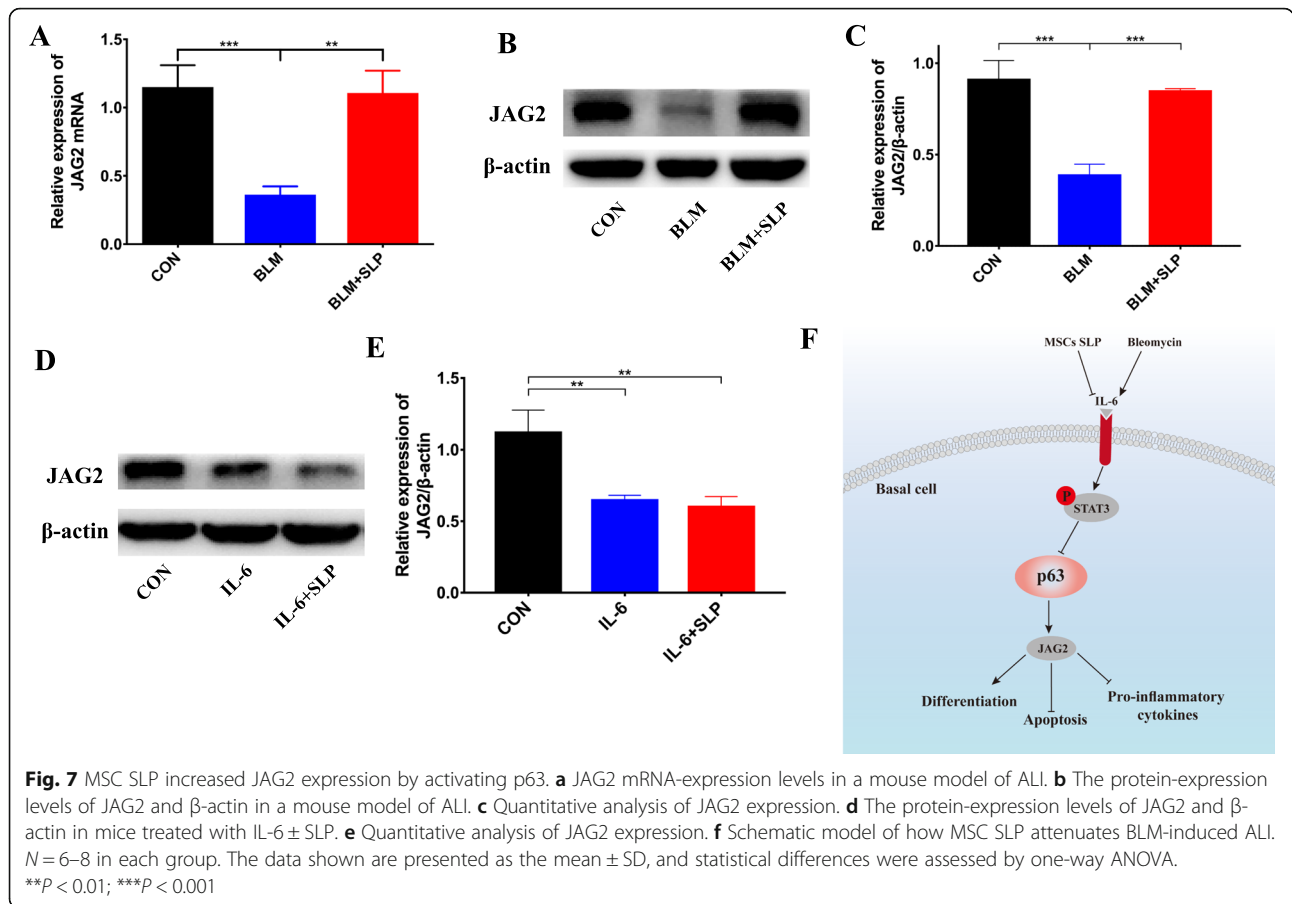 A
Relative expression of
JAG2 mRNA
1.5
1.0
0.5
0.0
***
**
CON
BLM
BLM+SLP
B
JAG2
β-actin
CON
BLM
BLM+SLP
C
Relative expression of
JAG2/β-actin
1.0
0.5
0.0
***
***
CON
BLM
BLM+SLP
D
JAG2
β-actin
CON
IL-6
IL-6+SLP
E
Relative expression of
JAG2/β-actin
1.5
1.0
0.5
0.0
**
**
CON
IL-6
IL-6+SLP
F
MSCs SLP
Bleomycin
IL-6
Basal cell
P
STAT3
p63
JAG2
Differentiation
Apoptosis
Pro-inflammatory
cytokines
Fig. 7 MSC SLP increased JAG2 expression by activating p63. a JAG2 mRNA-expression levels in a mouse model of ALI. b The protein-expression
levels of JAG2 and β-actin in a mouse model of ALI. c Quantitative analysis of JAG2 expression. d The protein-expression levels of JAG2 and β-
actin in mice treated with IL-6 ± SLP. e Quantitative analysis of JAG2 expression. f Schematic model of how MSC SLP attenuates BLM-induced ALI.
N = 6–8 in each group. The data shown are presented as the mean ± SD, and statistical differences were assessed by one-way ANOVA.
**P < 0.01; ***P < 0.001